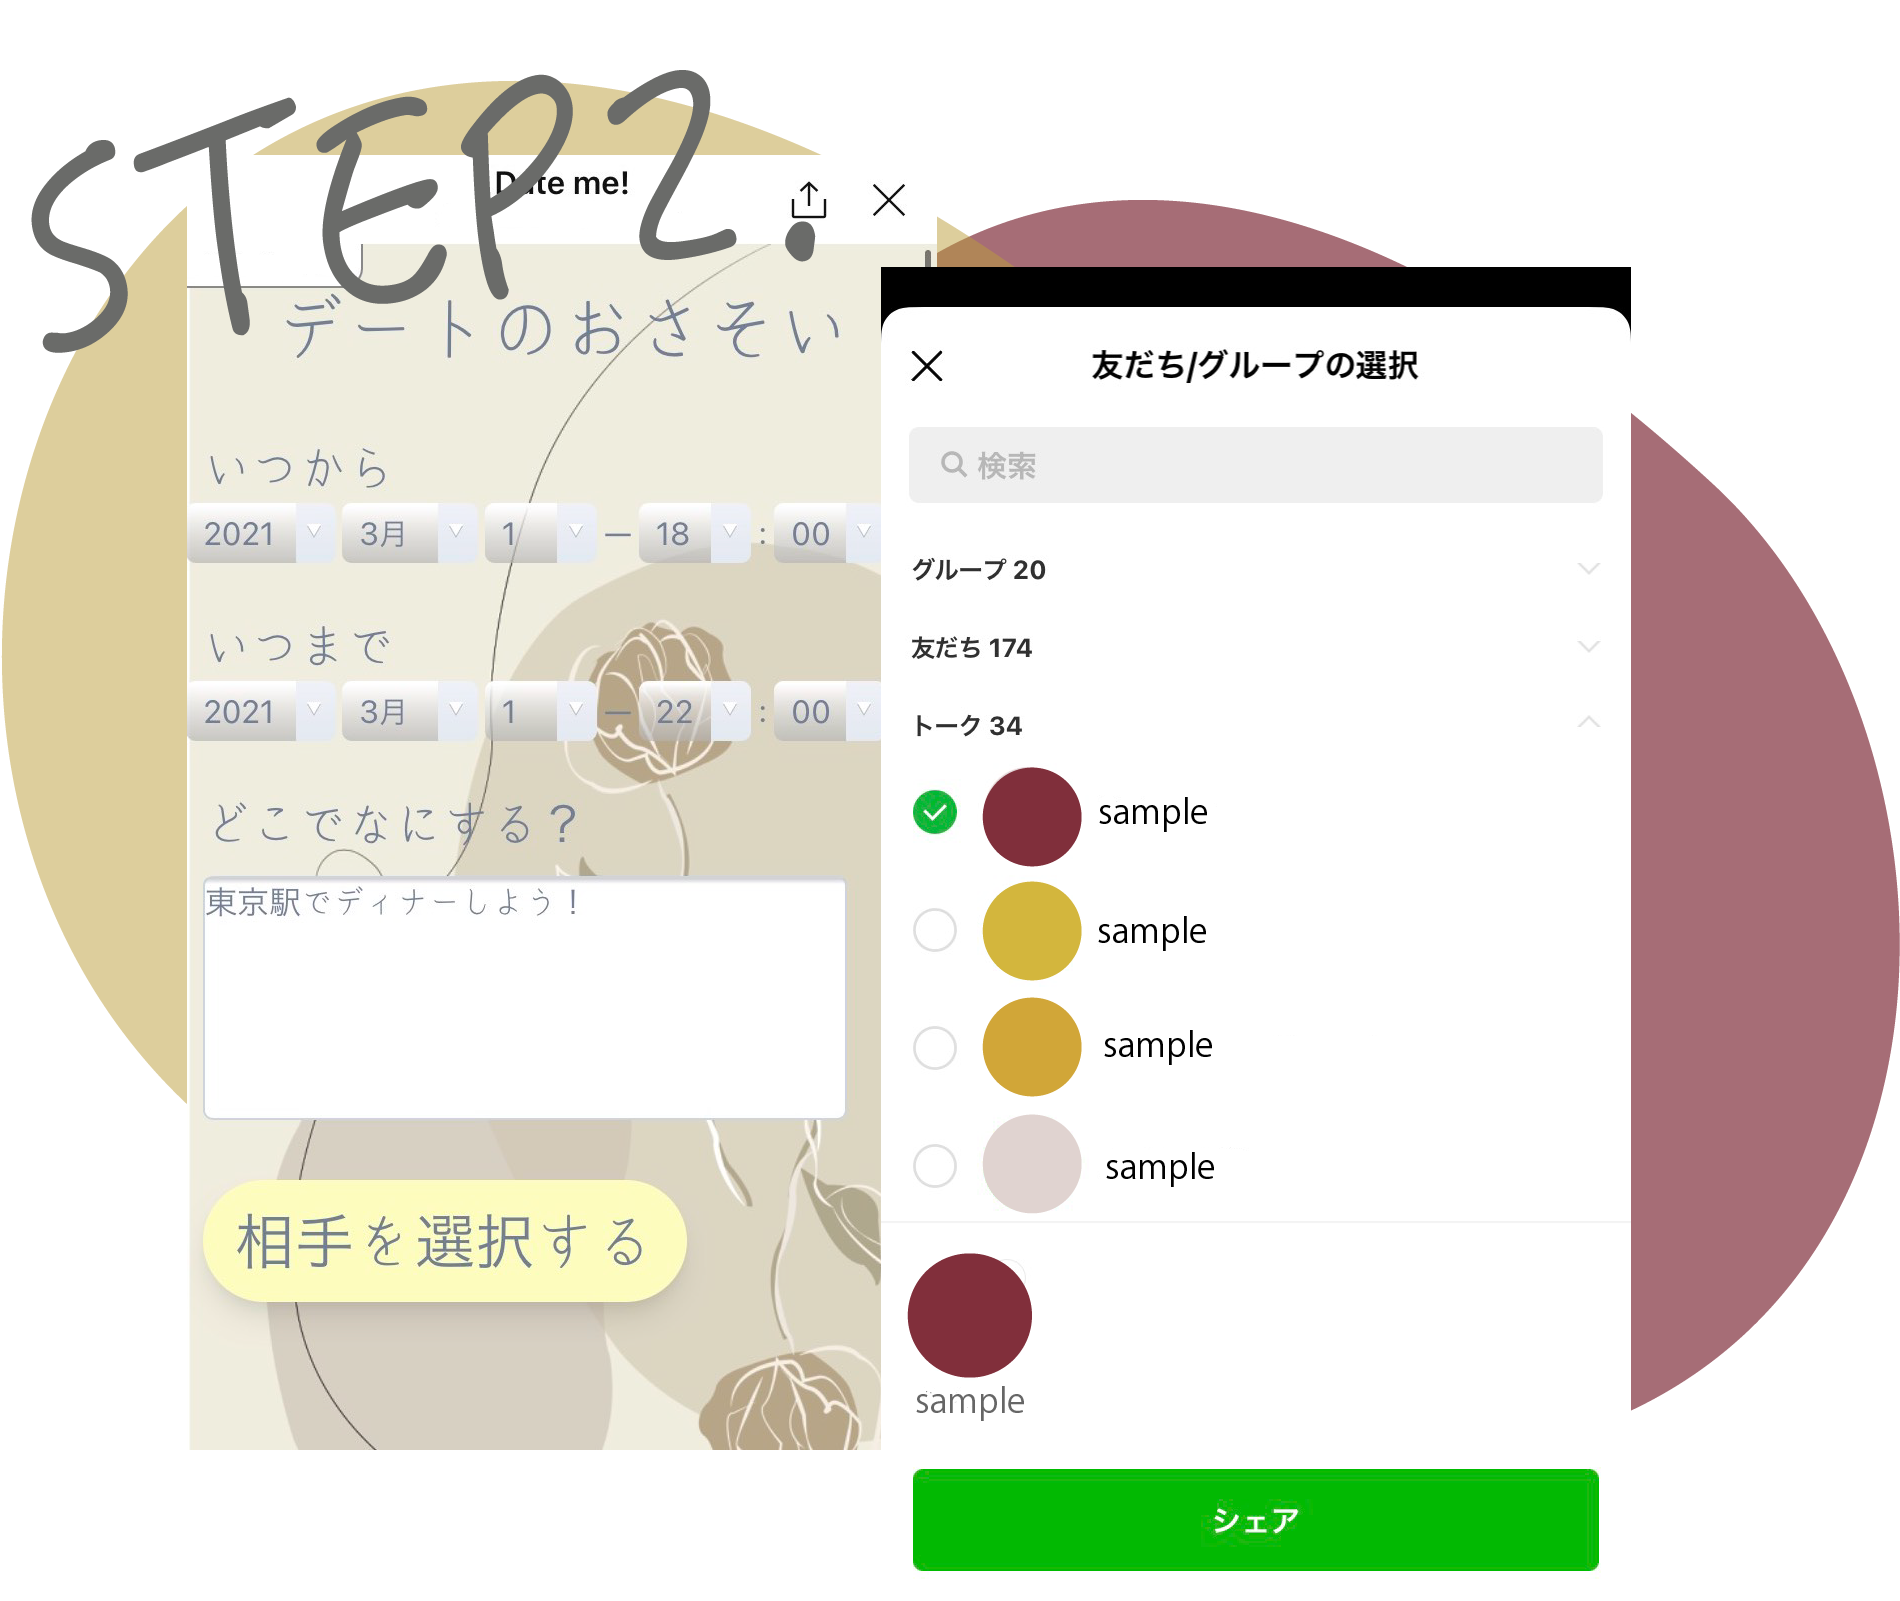 STEP2.
Date me!
デートのおさそい
いつから
2021 3月 1 — 18 : 00
いつまで
2021 3月 1 — 22 : 00
どこでなにする？
東京駅でディナーしよう！
相手を選択する
友だち/グループの選択
検索
グループ 20
友だち 174
トーク 34
sample
sample
sample
sample
sample
シェア